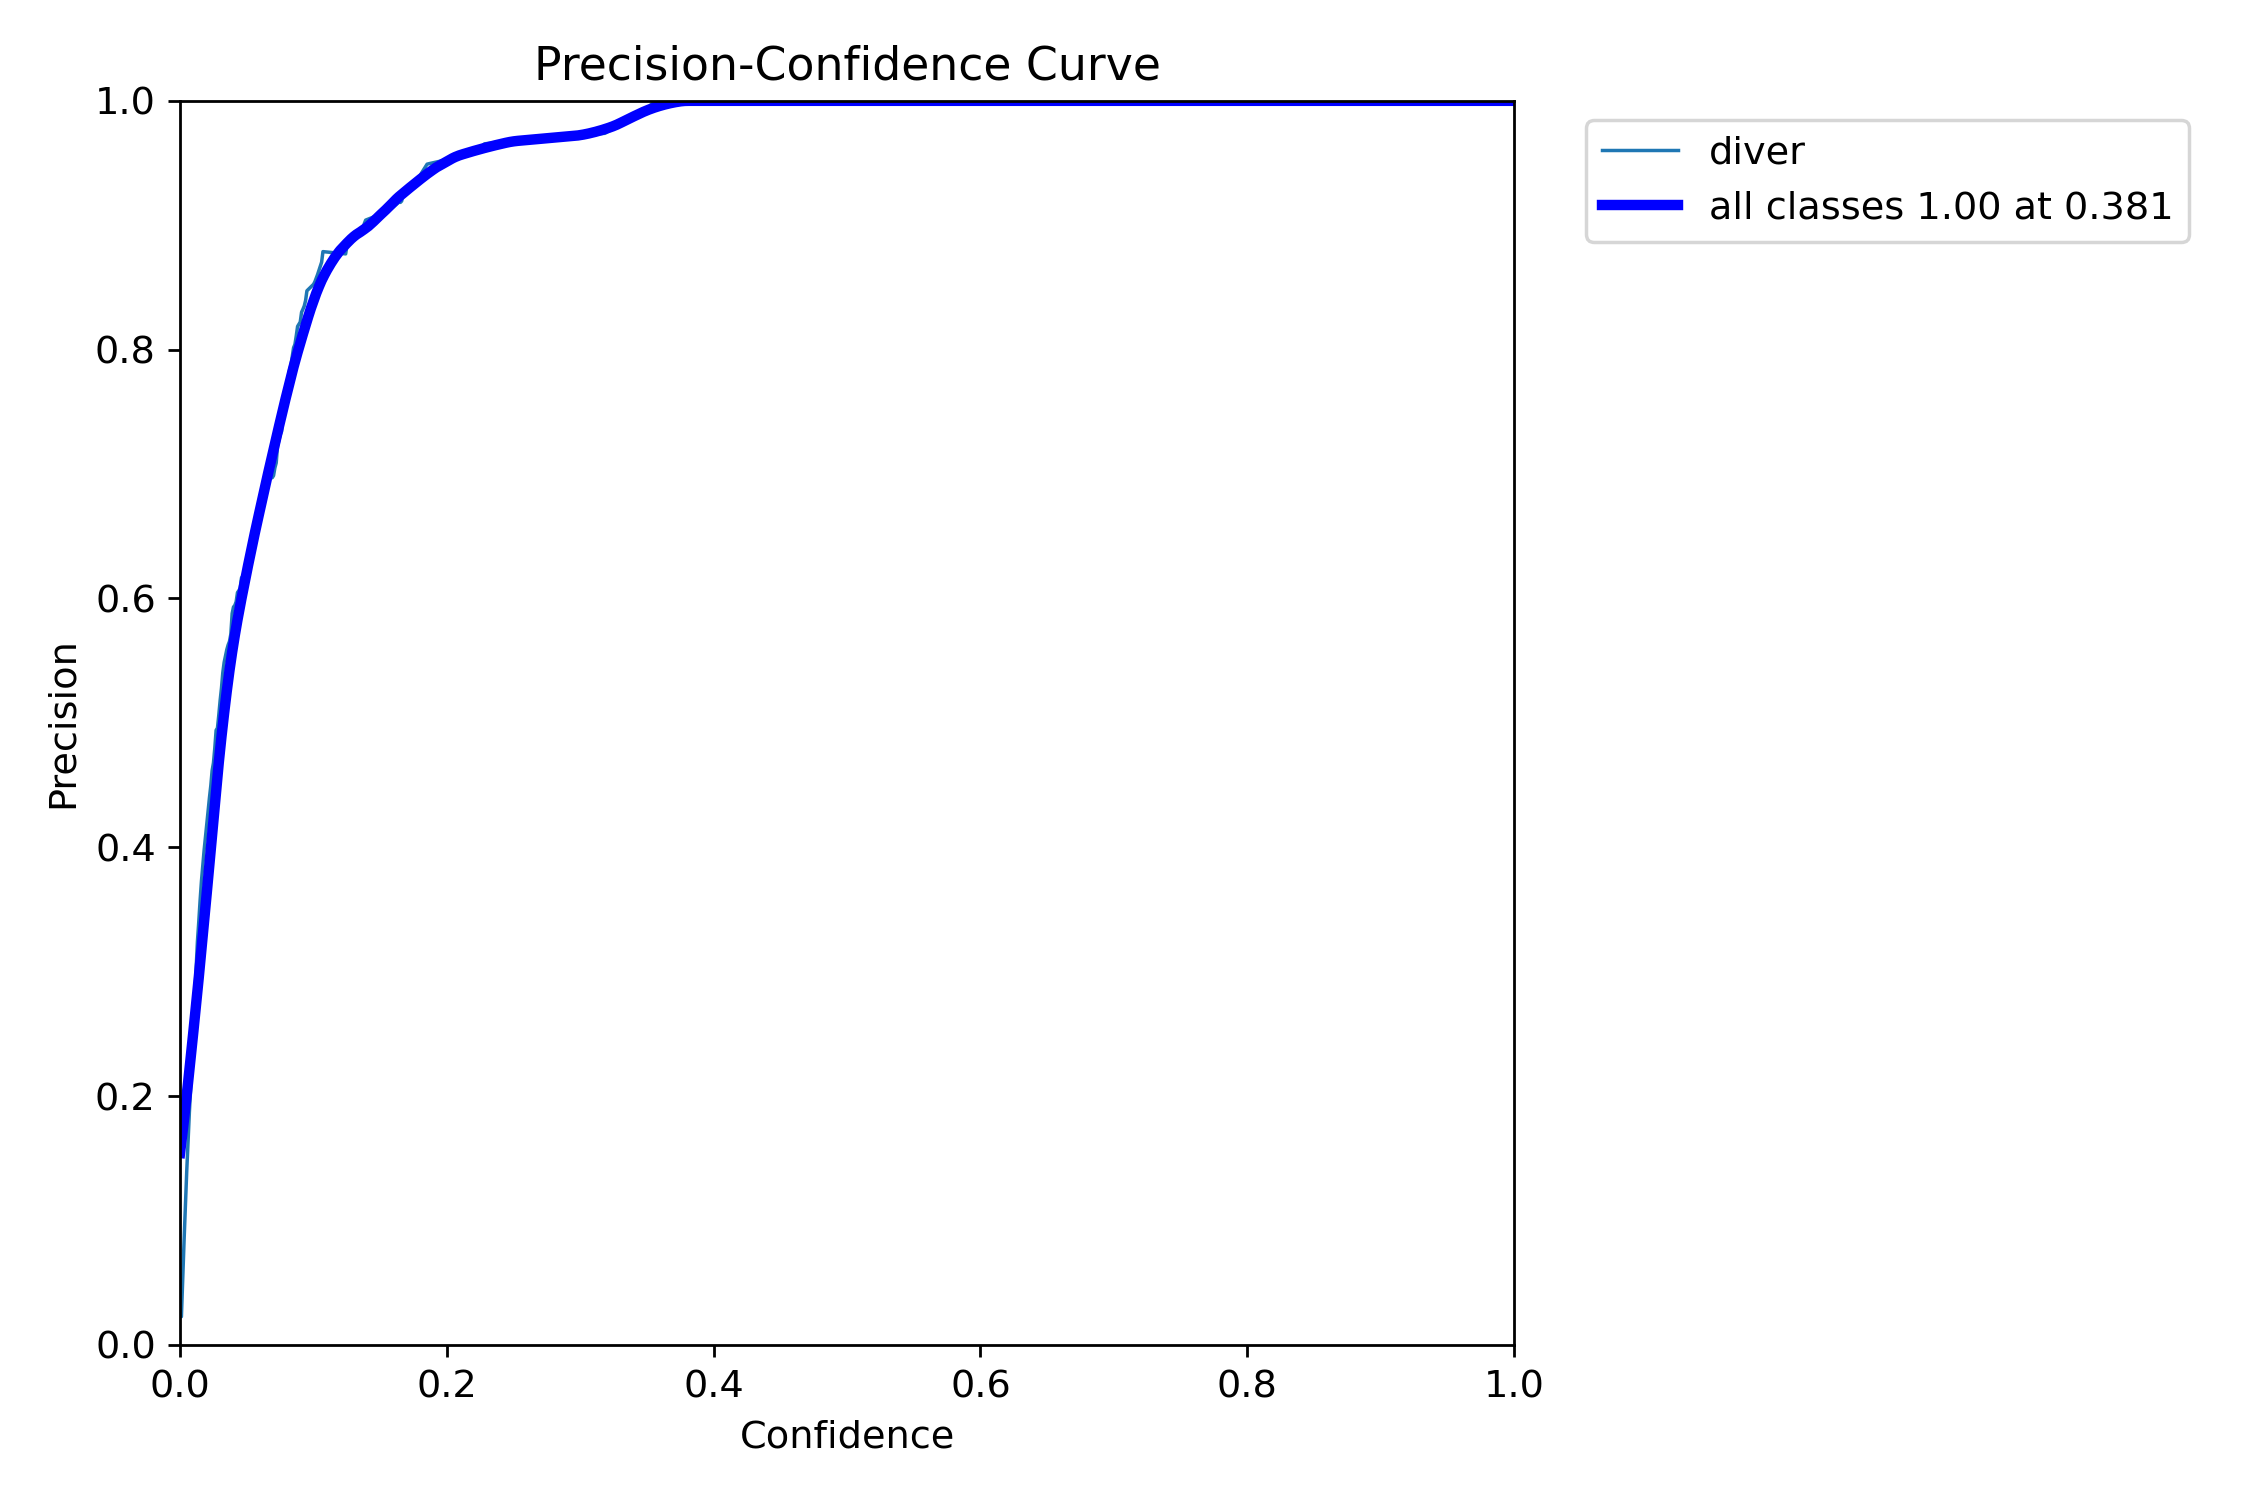 Precision-Confidence Curve
1.0
0.8
0.6
0.4
0.2
0.0
Precision
0.0 0.2 0.4 0.6 0.8 1.0
Confidence
diver
all classes 1.00 at 0.381